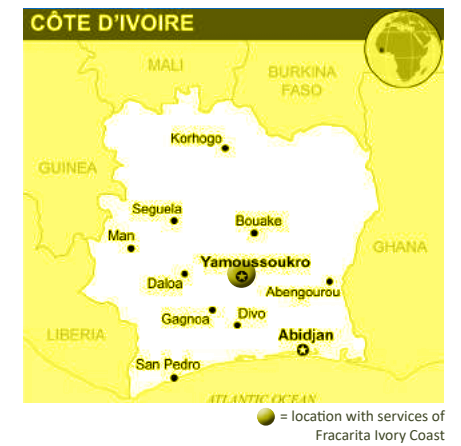 CÔTE D'IVOIRE
MALI
BURKINA
FASO
Korhogo
GUINEA
Seguela
Bouake
Man
GHANA
Yamoussoukro
Daloa
Abengourou
Gagnoa
Divo
LIBERIA
Abidjan
San Pedro
ATLANTIC OCEAN
= location with services of
Fracarita Ivory Coast